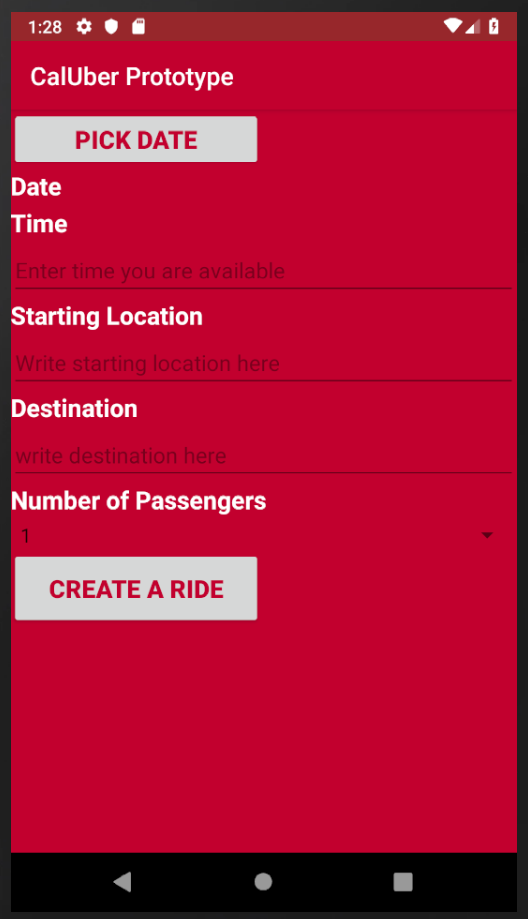 1:28
CalUber Prototype
PICK DATE
Date
Time
Enter time you are available
Starting Location
Write starting location here
Destination
write destination here
Number of Passengers
1
CREATE A RIDE